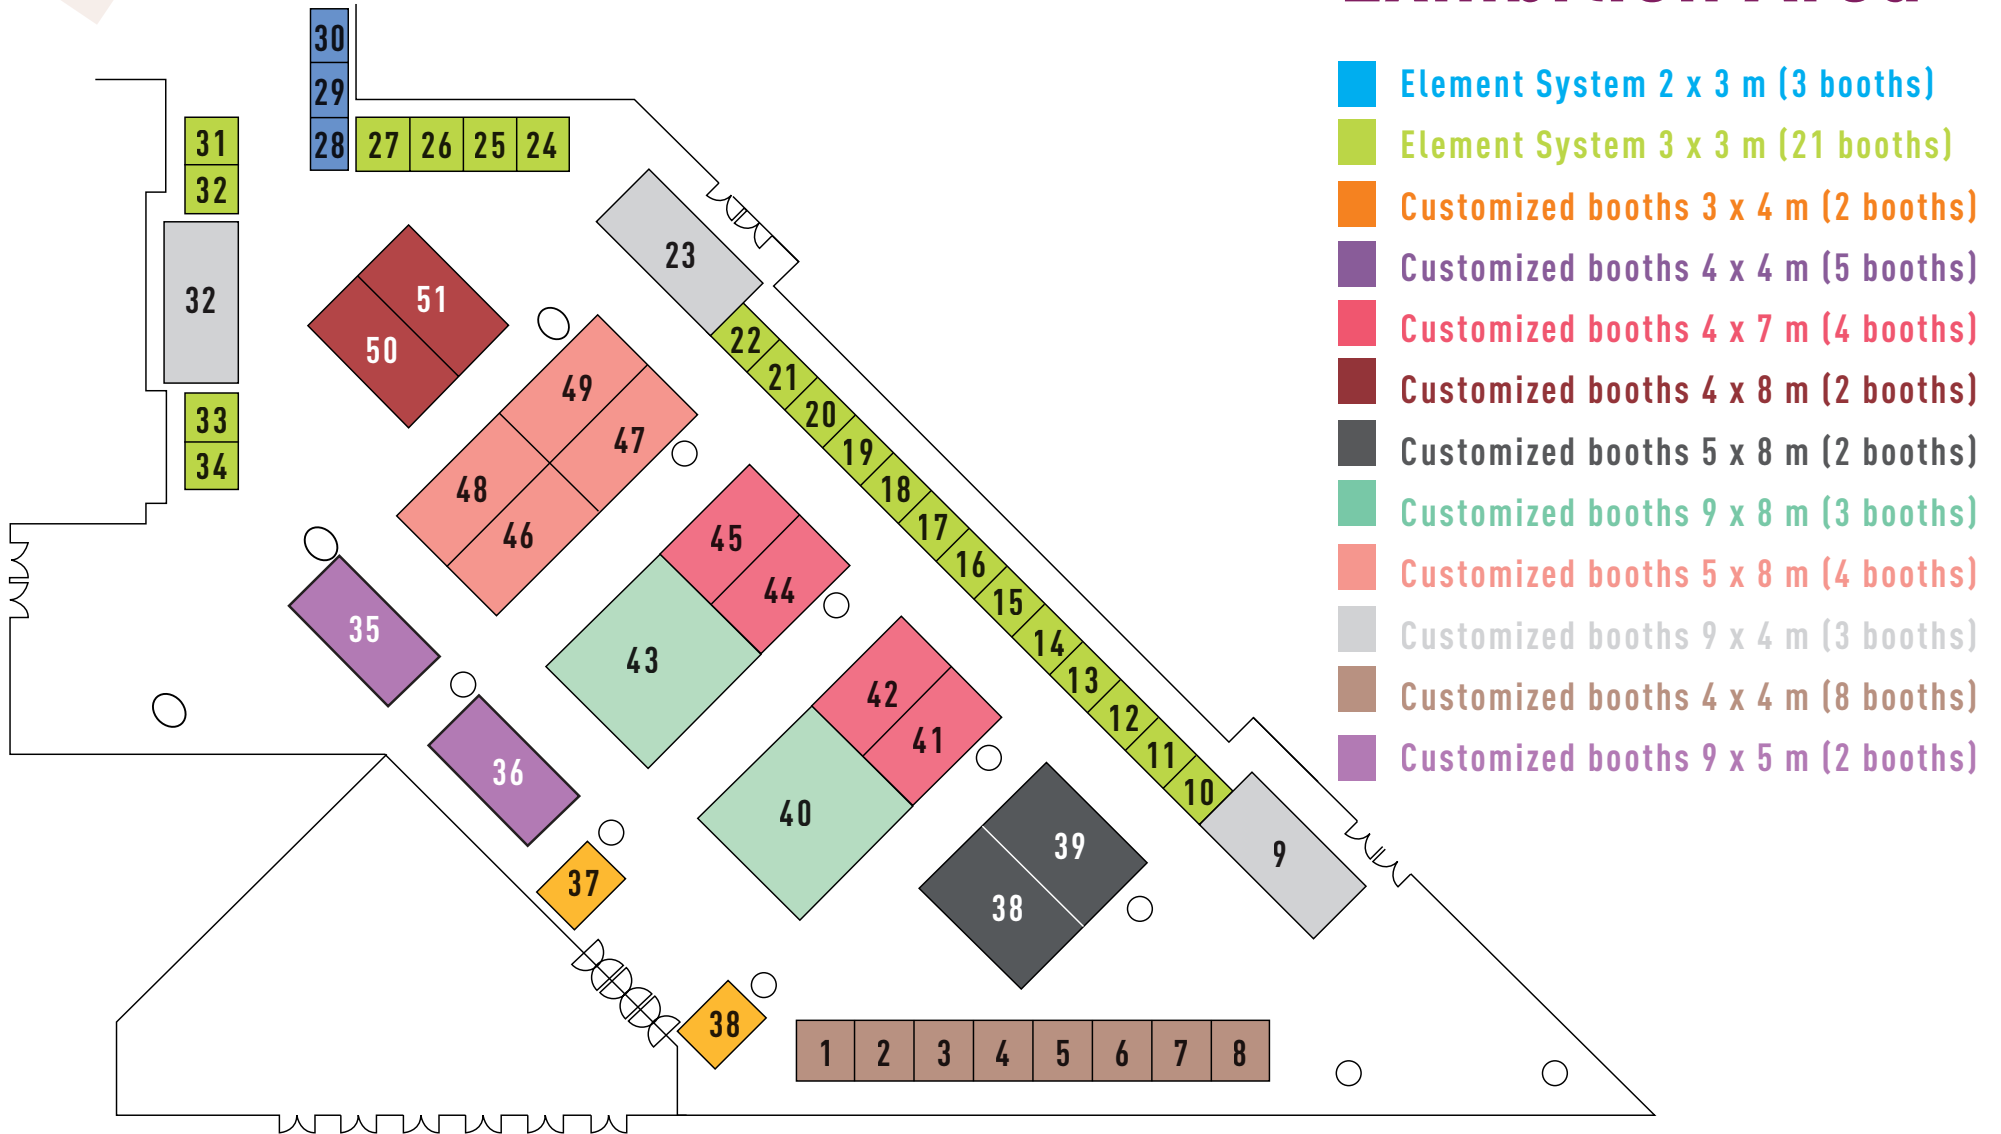 Exhibition Area
Element System 2 x 3 m (3 booths)
Element System 3 x 3 m (21 booths)
Customized booths 3 x 4 m (2 booths)
Customized booths 4 x 4 m (5 booths)
Customized booths 4 x 7 m (4 booths)
Customized booths 4 x 8 m (2 booths)
Customized booths 5 x 8 m (2 booths)
Customized booths 9 x 8 m (3 booths)
Customized booths 5 x 8 m (4 booths)
Customized booths 9 x 4 m (3 booths)
Customized booths 4 x 4 m (8 booths)
Customized booths 9 x 5 m (2 booths)
30
29
28 27 26 25 24
31
32
32
33
34
23
51
50
49
47
48
46
22
21
20
19
18
17
16
15
14
13
12
11
10
9
45
44
43
42
41
40
39
38
35
36
37
38
1 2 3 4 5 6 7 8